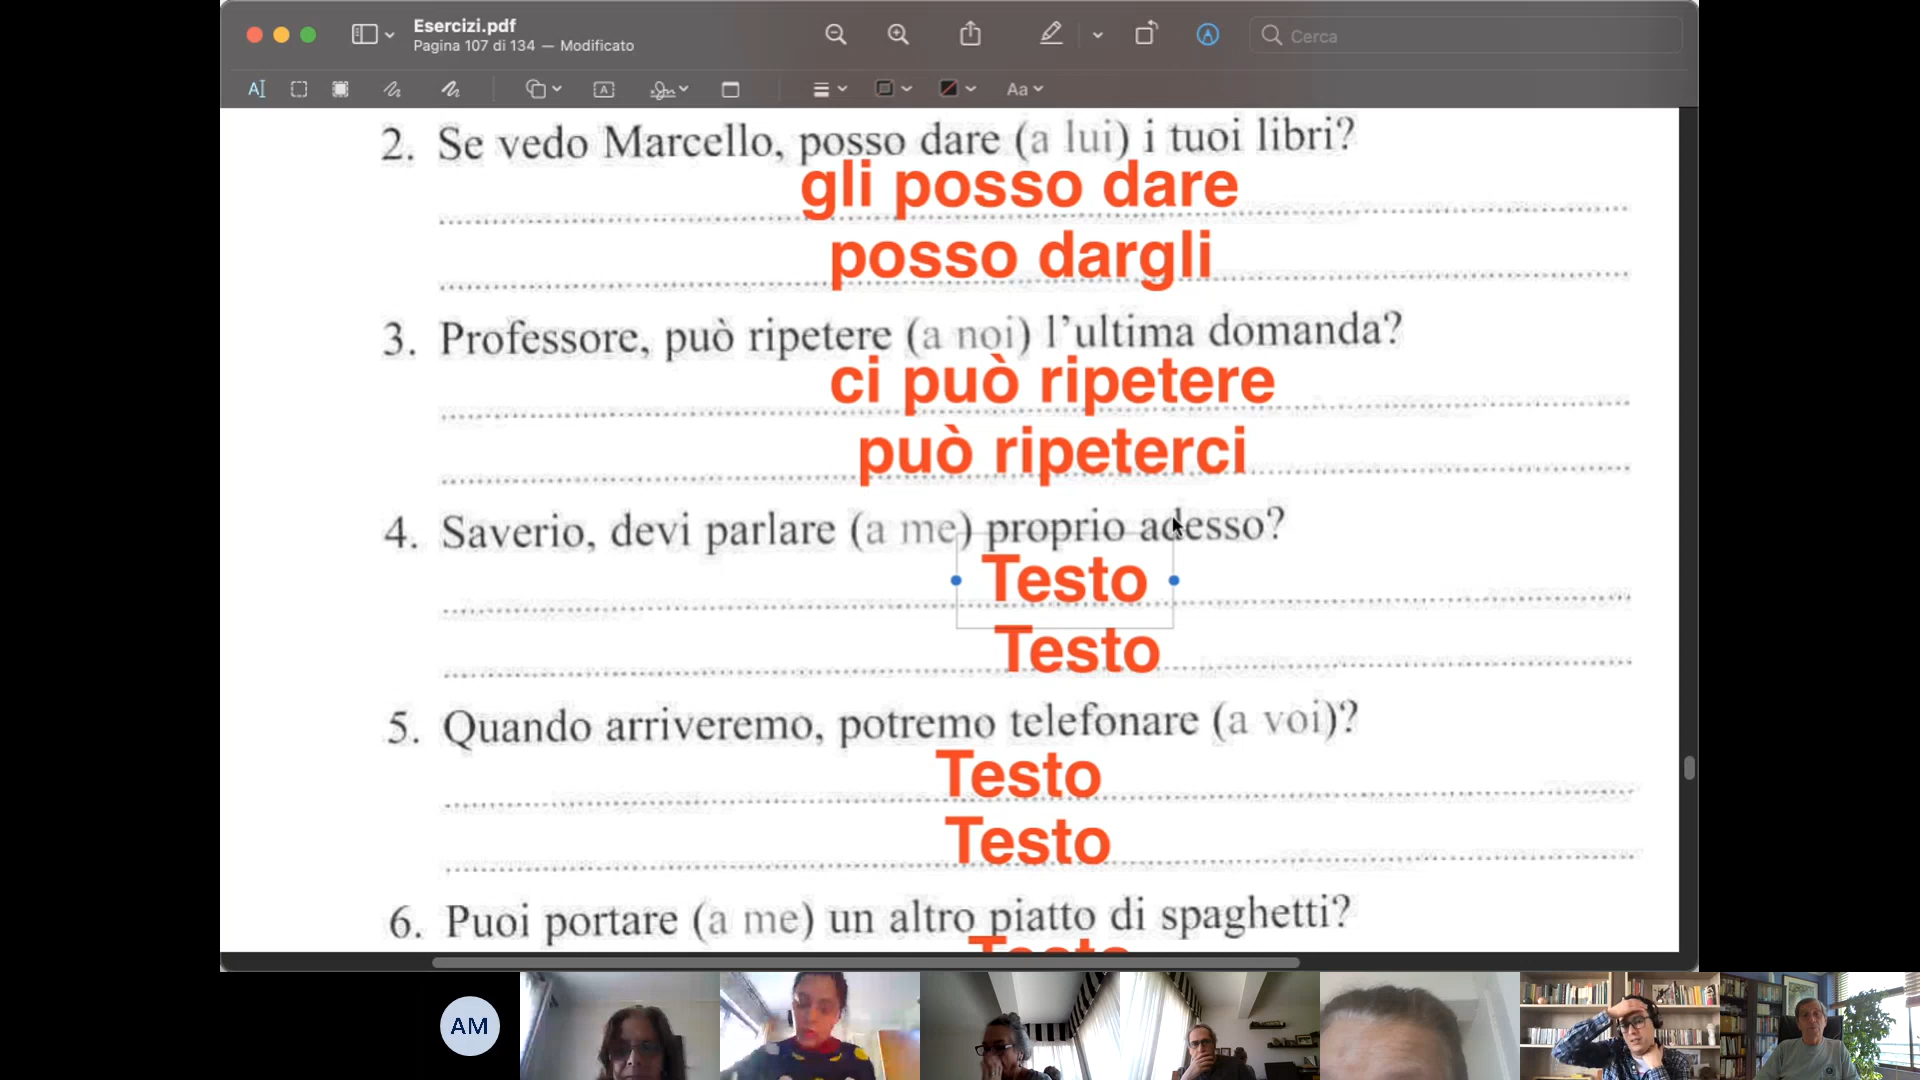 Esercizi.pdf
Pagina 107 di 134 — Modificato
Cerca
Aa
2. Se vedo Marcello, posso dare (a lui) i tuoi libri?
gli posso dare
posso dargli
3. Professore, può ripetere (a noi) l'ultima domanda?
ci può ripetere
può ripeterci
4. Saverio, devi parlare (a me) proprio adesso?
Testo
Testo
5. Quando arriveremo, potremo telefonare (a voi)?
Testo
Testo
6. Puoi portare (a me) un altro piatto di spaghetti?
Testo
AM